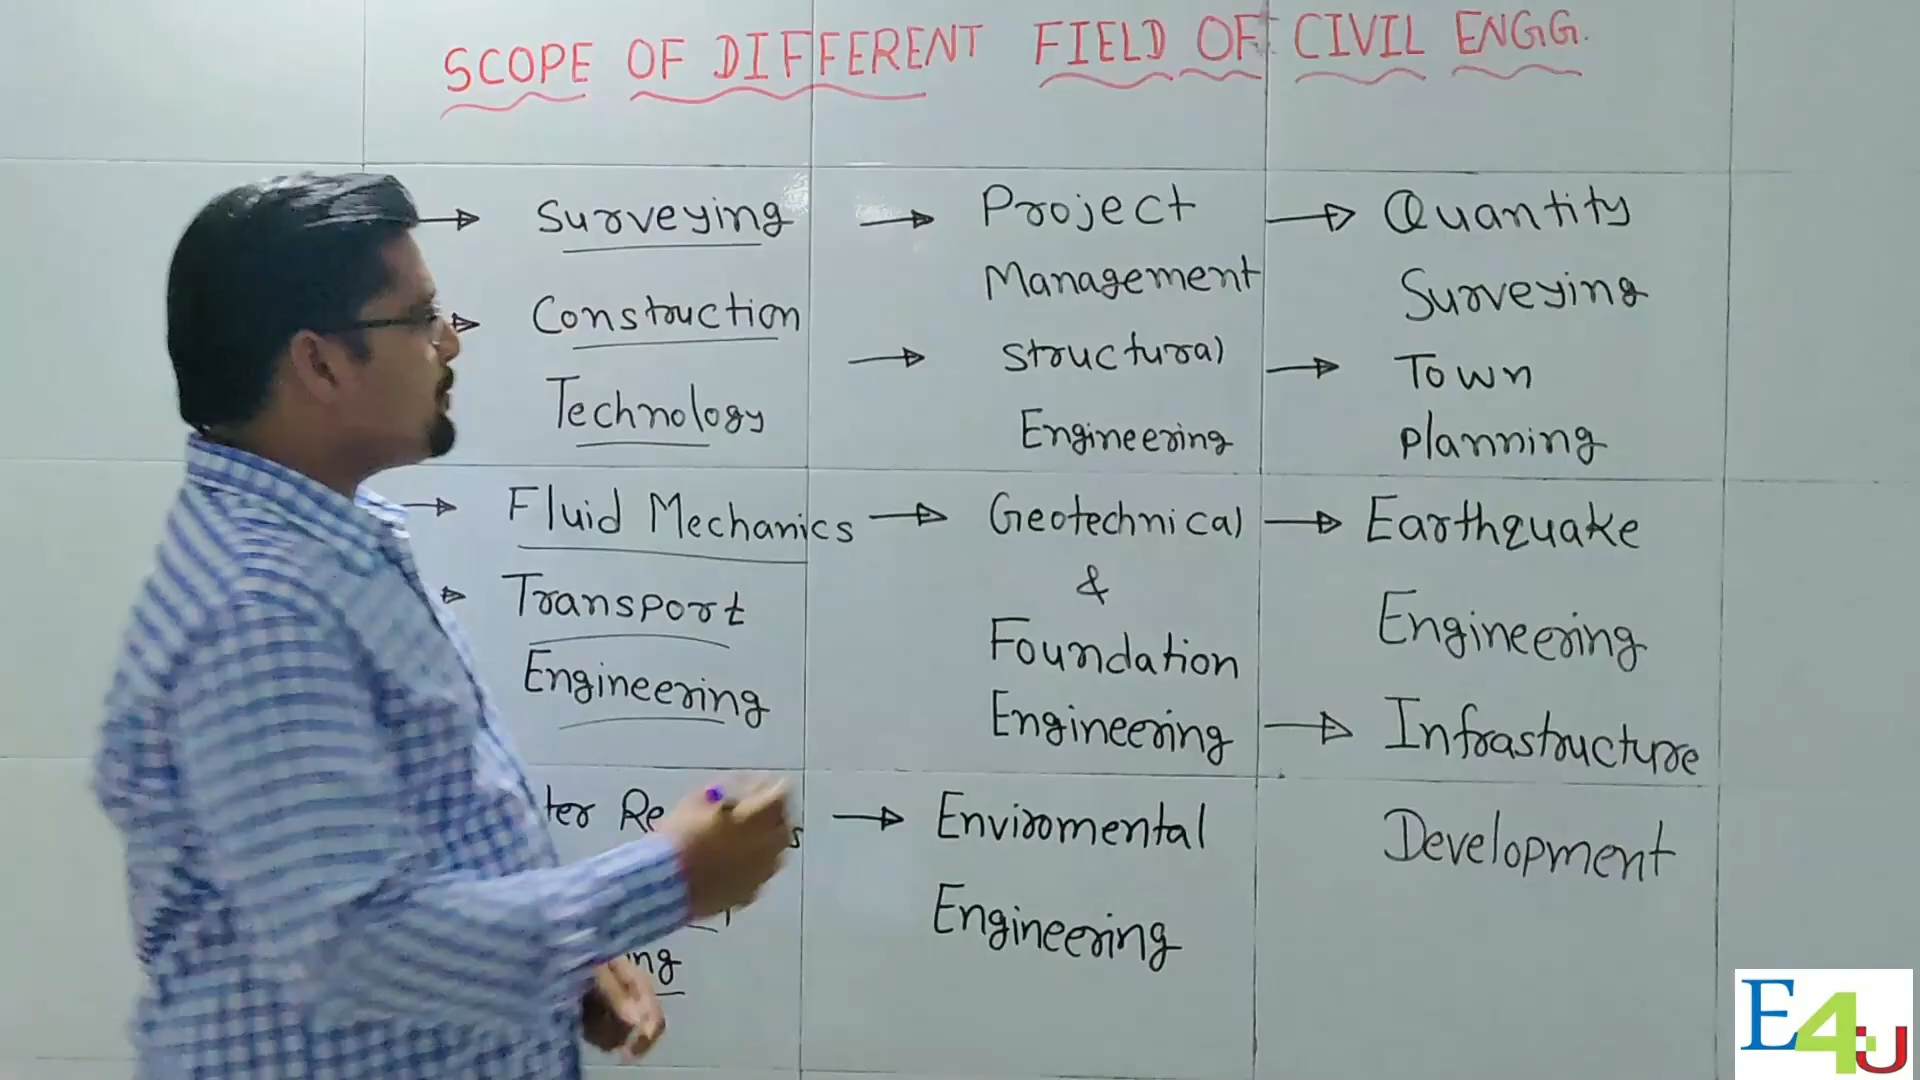 SCOPE OF DIFFERENT FIELD OF CIVIL ENGG.
→ Surveying
Construction
Technology
→ Fluid Mechanics
Transport
Engineering
→ Project
Management
→ Structural
Engineering
→ Geotechnical
&
Foundation
Engineering
→ Enviromental
Engineering
→ Quantity
Surveying
→ Town
Planning
→ Earthquake
Engineering
→ Infrastructure
Development
E4U